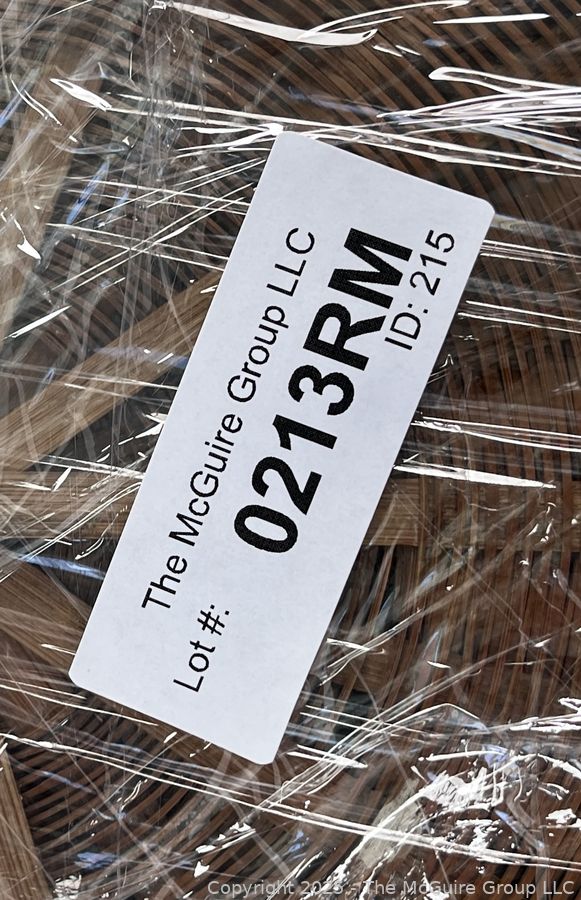 The McGuire Group LLC
Lot #:
0213RM
ID: 215
Copyright 2025 - The McGuire Group LLC